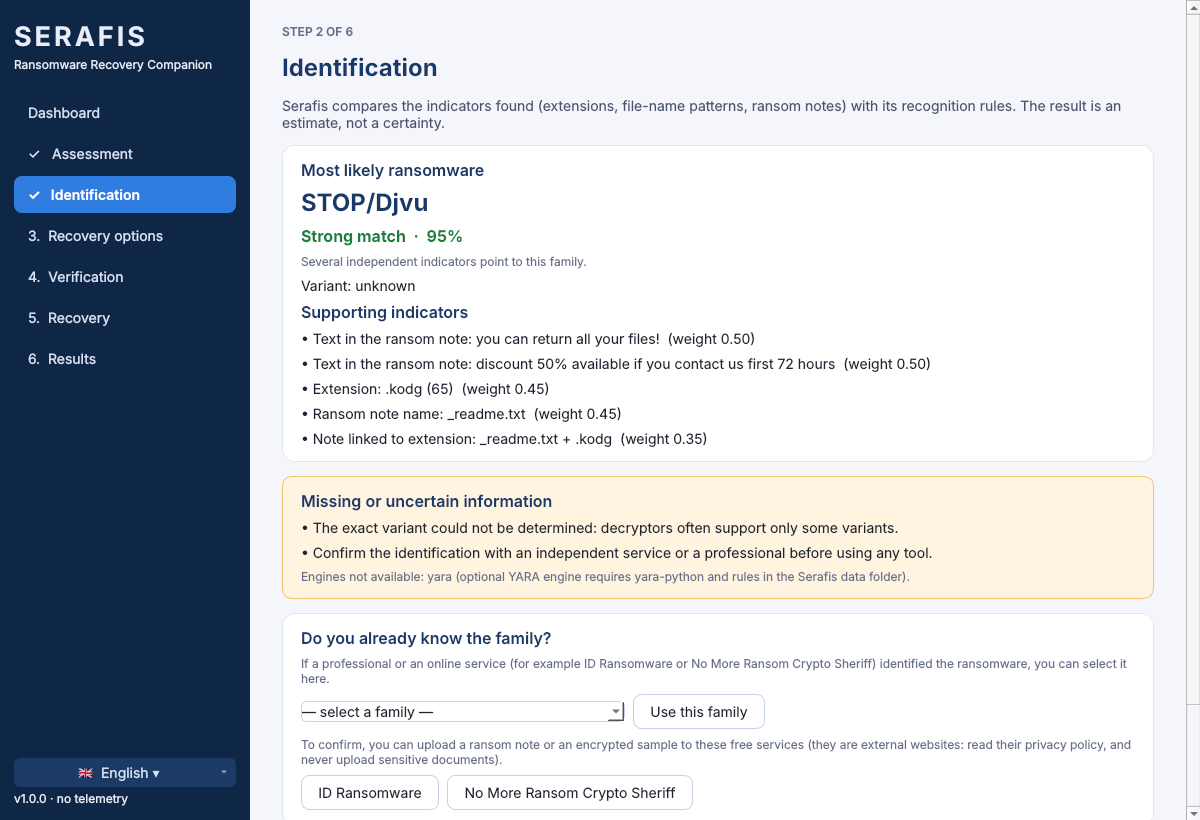 SERAFIS
Ransomware Recovery Companion
Dashboard
✓ Assessment
✓ Identification
3. Recovery options
4. Verification
5. Recovery
6. Results
English ▾
v1.0.0 · no telemetry
STEP 2 OF 6
Identification
Serafis compares the indicators found (extensions, file-name patterns, ransom notes) with its recognition rules. The result is an
estimate, not a certainty.
Most likely ransomware
STOP/Djvu
Strong match · 95%
Several independent indicators point to this family.
Variant: unknown
Supporting indicators
• Text in the ransom note: you can return all your files! (weight 0.50)
• Text in the ransom note: discount 50% available if you contact us first 72 hours (weight 0.50)
• Extension: .kodg (65) (weight 0.45)
• Ransom note name: _readme.txt (weight 0.45)
• Note linked to extension: _readme.txt + .kodg (weight 0.35)
Missing or uncertain information
• The exact variant could not be determined: decryptors often support only some variants.
• Confirm the identification with an independent service or a professional before using any tool.
Engines not available: yara (optional YARA engine requires yara-python and rules in the Serafis data folder).
Do you already know the family?
If a professional or an online service (for example ID Ransomware or No More Ransom Crypto Sheriff) identified the ransomware, you can select it
here.
— select a family —
Use this family
To confirm, you can upload a ransom note or an encrypted sample to these free services (they are external websites: read their privacy policy, and
never upload sensitive documents).
ID Ransomware
No More Ransom Crypto Sheriff